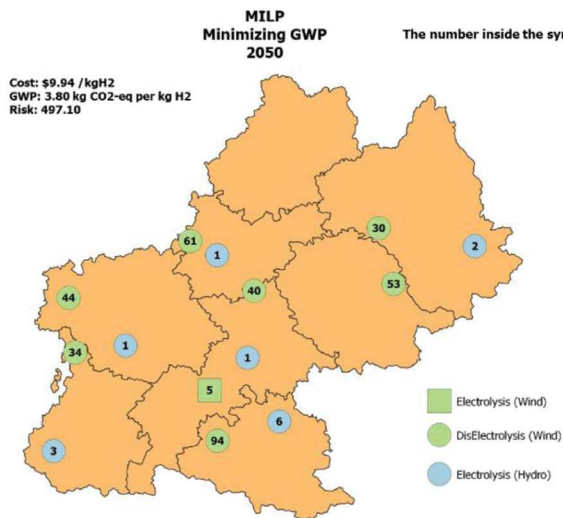 MILP
Minimizing GWP
2050
The number inside the
Cost: $9.94 /kgH2
GWP: 3.80 kg CO2-eq per kg H2
Risk: 497.10
30
61
2
1
40
53
44
1
34
1
5
6
94
3
Electrolysis (Wind)
DisElectrolysis (Wind)
Electrolysis (Hydro)